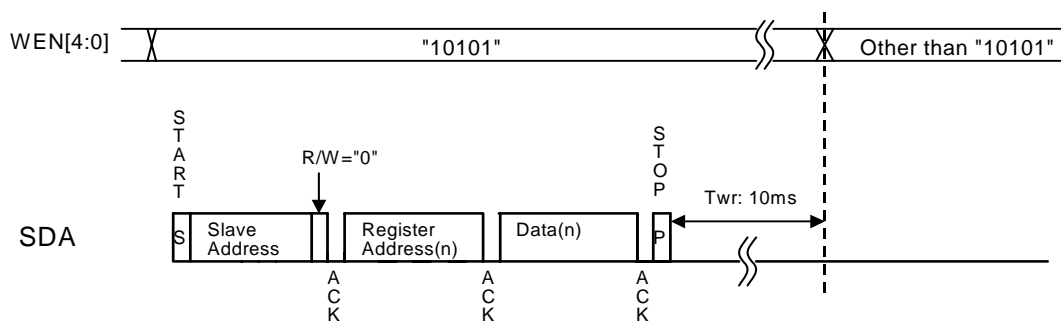 WEN[4:0]
"10101"
Other than "10101"
START
STOP
R/W="0"
Twr: 10ms
SDA
S
Slave
Address
Register
Address(n)
Data(n)
P
ACK
ACK
ACK